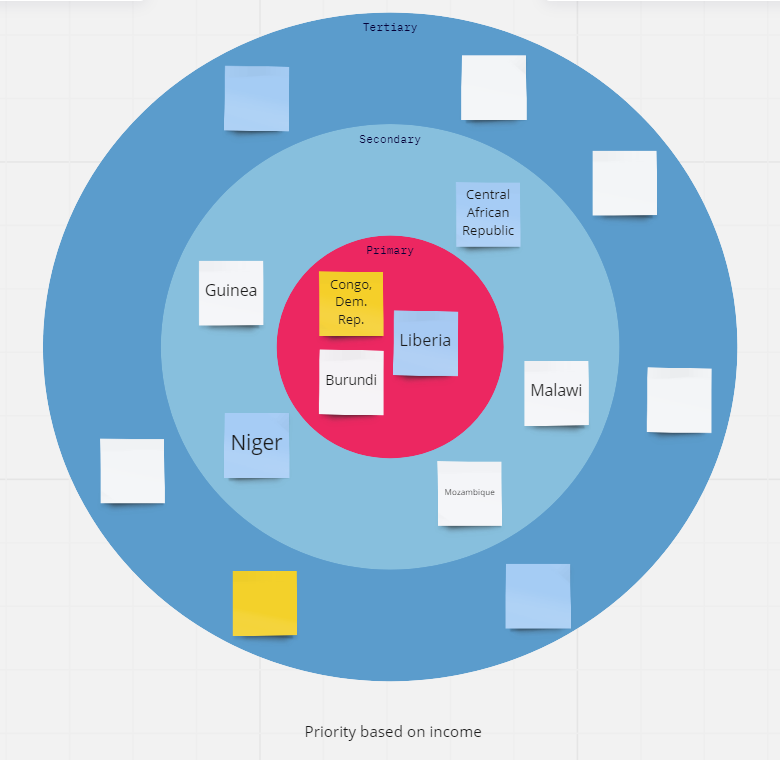 Tertiary
Secondary
Central
African
Republic
Primary
Guinea
Congo,
Dem.
Rep.
Liberia
Burundi
Malawi
Niger
Mozambique
Priority based on income